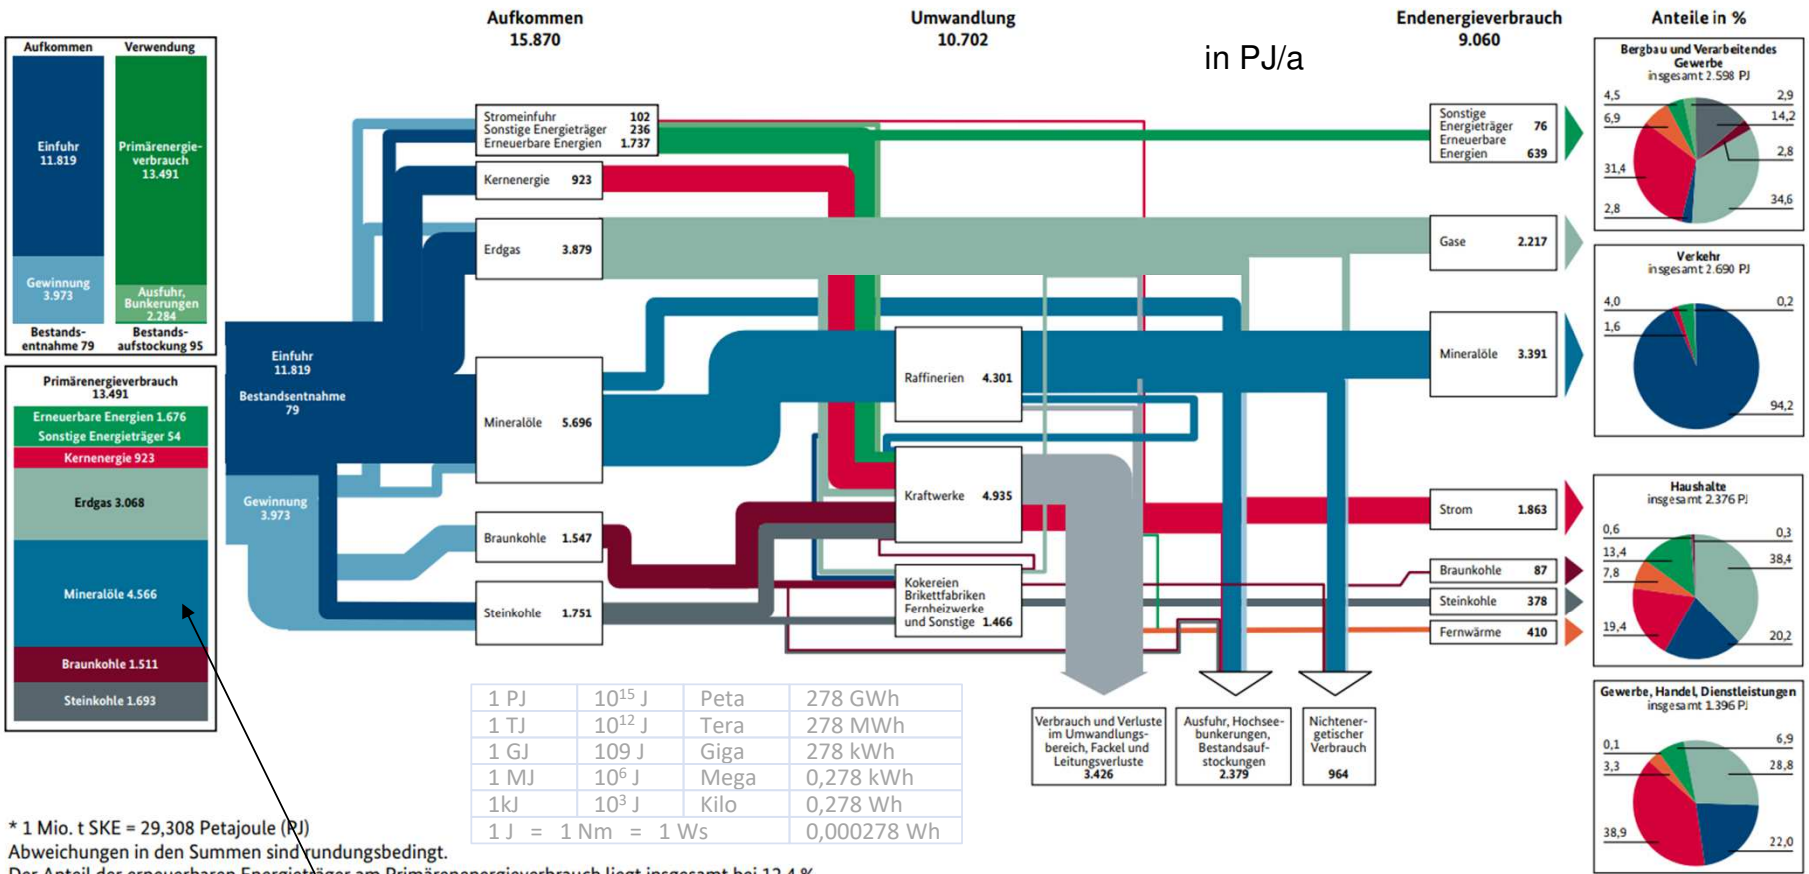 Aufkommen
15.870
Umwandlung
10.702
in PJ/a
Endenergieverbrauch
9.060
Anteile in %
Aufkommen Verwendung
Einfuhr
11.819
Primärenergie-
verbrauch
13.491
Gewinnung
3.973
Ausfuhr,
Bunkerungen
2.284
Bestands-
entnahme 79
Bestands-
aufstockung 95
Primärenergieverbrauch
13.491
Erneuerbare Energien 1.676
Sonstige Energieträger 54
Kernenergie 923
Erdgas 3.068
Mineralöle 4.566
Braunkohle 1.511
Steinkohle 1.693
Einfuhr
11.819
Bestandsentnahme
79
Gewinnung
3.973
Stromeinfuhr 102
Sonstige Energieträger 236
Erneuerbare Energien 1.737
Kernenergie 923
Erdgas 3.879
Mineralöle 5.696
Braunkohle 1.547
Steinkohle 1.751
Raffinerien 4.301
Kraftwerke 4.935
Kokereien
Brikettfabriken
Fernheizwerke
und Sonstige 1.466
Sonstige
Energieträger 76
Erneuerbare
Energien 639
Gase 2.217
Mineralöle 3.391
Strom 1.863
Braunkohle 87
Steinkohle 378
Fernwärme 410
Verbrauch und Verluste
im Umwandlungs-
bereich, Fackel und
Leitungsverluste
3.426
Ausfuhr, Hochsee-
bunkerungen,
Bestandsauf-
stockungen
2.379
Nichtener-
getischer
Verbrauch
964
Bergbau und Verarbeitendes
Gewerbe
insgesamt 2.598 PJ
4,5 2,9
6,9 14,2
31,4 2,8
2,8 34,6
Verkehr
insgesamt 2.690 PJ
4,0 0,2
1,6
94,2
Haushalte
insgesamt 2.376 PJ
0,6 0,3
13,4 38,4
7,8
19,4 20,2
Gewerbe, Handel, Dienstleistungen
insgesamt 1.396 PJ
0,1 6,9
3,3 28,8
38,9 22,0
1 PJ 10¹⁵ J Peta 278 GWh
1 TJ 10¹² J Tera 278 MWh
1 GJ 109 J Giga 278 kWh
1 MJ 10⁶ J Mega 0,278 kWh
1kJ 10³ J Kilo 0,278 Wh
1 J = 1 Nm = 1 Ws 0,000278 Wh
* 1 Mio. t SKE = 29,308 Petajoule (PJ)
Abweichungen in den Summen sind rundungsbedingt.
Der Anteil der erneuerbaren Energieträger am Primärenenergieverbrauch liegt insgesamt bei 12,4 %